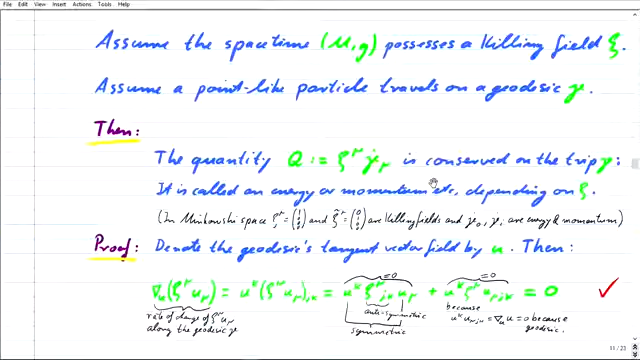 File Edit View Insert Actions Tools Help
Assume the spacetime (M,g) possesses a Killing field ξ.
Assume a point-like particle travels on a geodesic γ.
Then:
The quantity Q := ξ^μ γ̇_μ is conserved on the trip γ:
It is called an energy or momentum etc, depending on ξ.
(In Minkowski space ξ^μ = (1 0 0 0) and ξ̃^μ = (0 1 0 0) are Killing fields and γ̇_0, γ̇_1 are energy & momentum)
Proof: Denote the geodesic's tangent vector field by u. Then:
=0 =0
∇_u(ξ^μ u_μ) = u^ν(ξ^μ u_μ)_;ν = u^ν ξ^μ_;ν u_μ + u^ν ξ^μ u_μ;ν = 0 ✓
rate of change of ξ^μ u_μ along the geodesic γ
anti-symmetric
symmetric
because u^ν u_μ;ν = ∇_u u = 0 because geodesic.
11 / 23